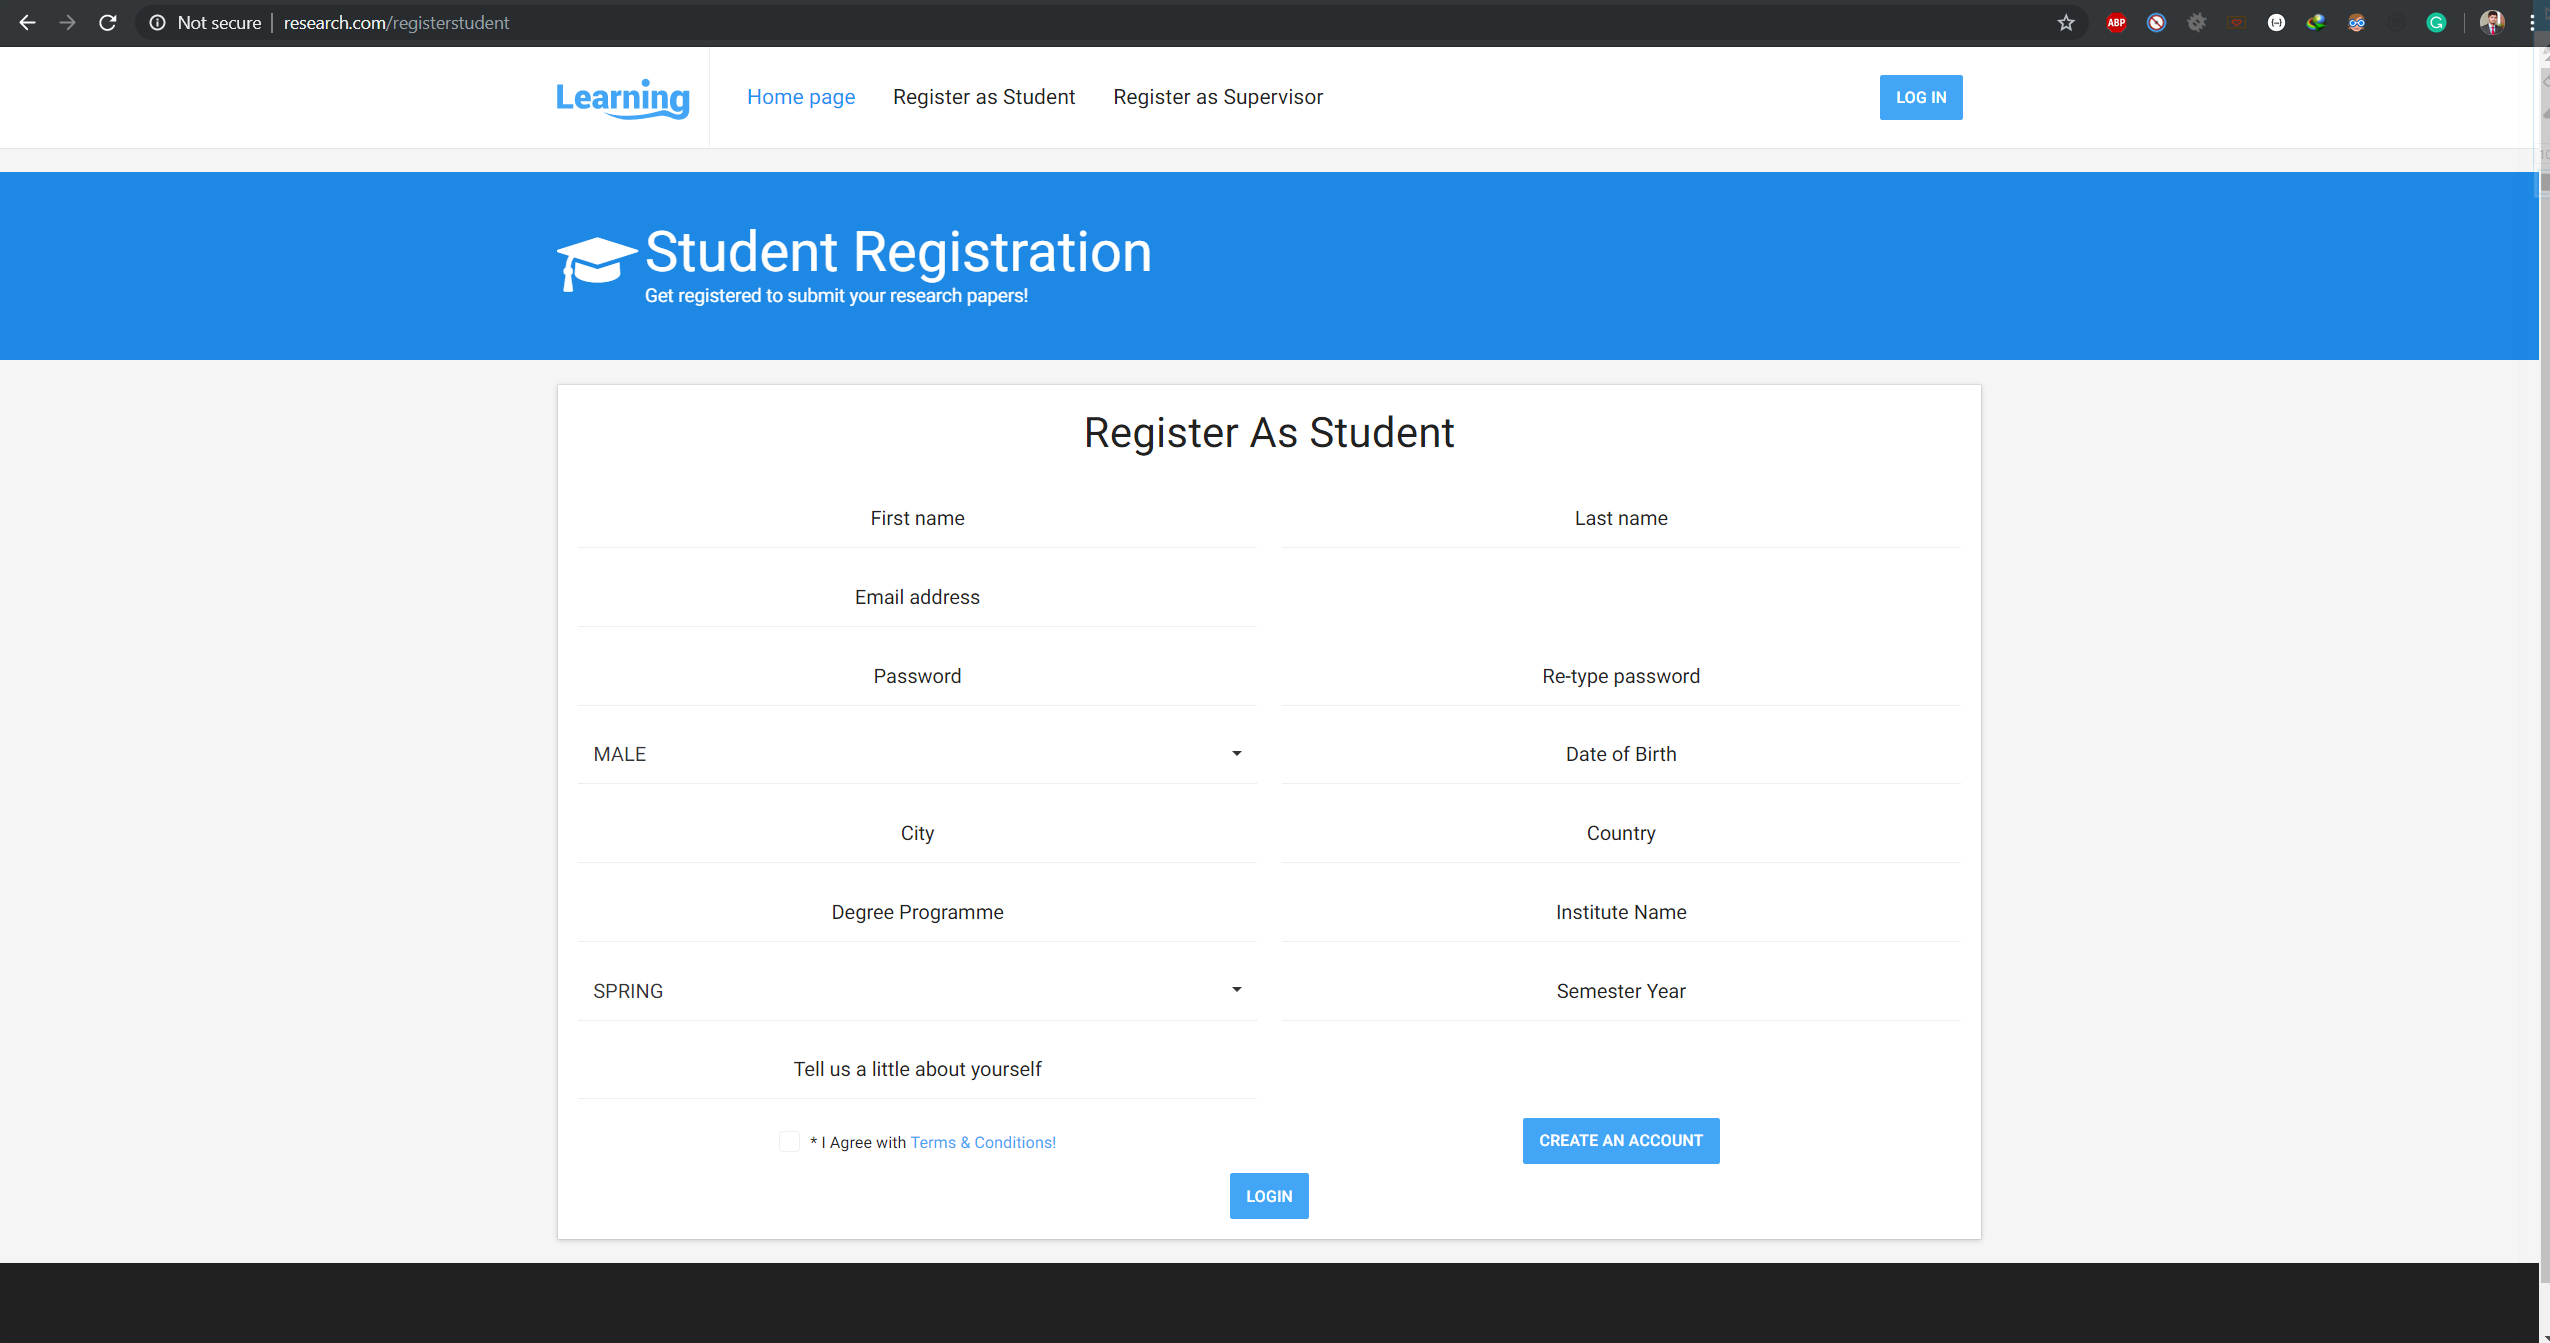 Not secure | research.com/registerstudent
ABP
Learning
Home page Register as Student Register as Supervisor
LOG IN
Student Registration
Get registered to submit your research papers!
Register As Student
First name Last name
Email address
Password Re-type password
MALE Date of Birth
City Country
Degree Programme Institute Name
SPRING Semester Year
Tell us a little about yourself
* I Agree with Terms & Conditions! CREATE AN ACCOUNT
LOGIN